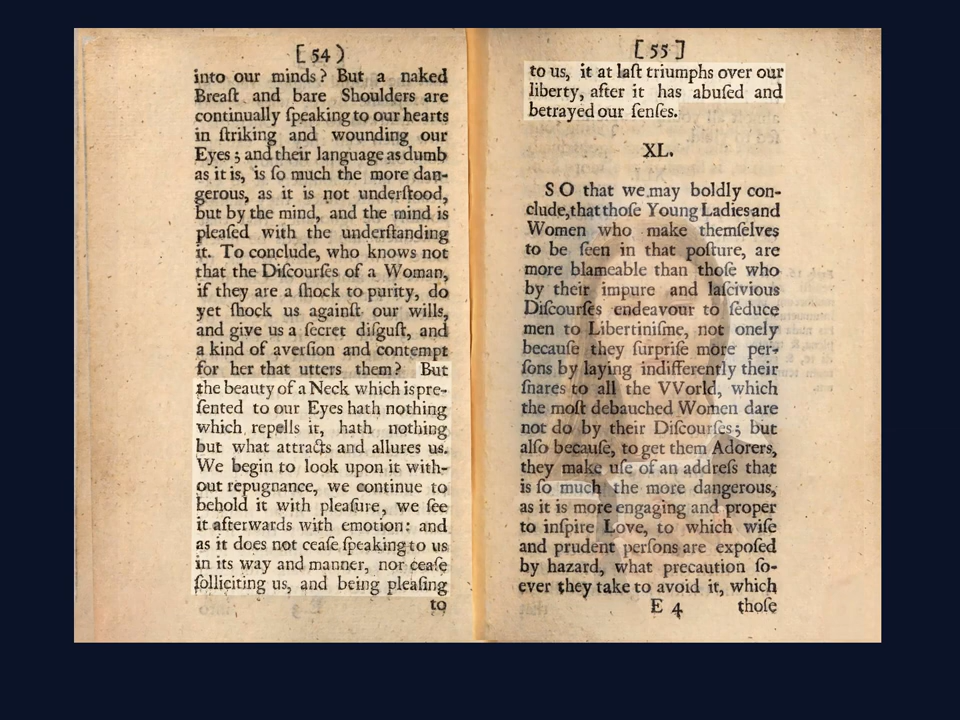 [ 54 )
into our minds? But a naked
Breaſt and bare Shoulders are
continually ſpeaking to our hearts
in ſtriking and wounding our
Eyes; and their language as dumb
as it is, is ſo much the more dan-
gerous, as it is not underſtood,
but by the mind, and the mind is
pleaſed with the underſtanding
it. To conclude, who knows not
that the Diſcourſes of a Woman,
if they are a ſhock to purity, do
yet ſhock us againſt our wills,
and give us a ſecret diſguſt, and
a kind of averſion and contempt
for her that utters them? But
the beauty of a Neck which is pre-
ſented to our Eyes hath nothing
which repells it, hath nothing
but what attracts and allures us.
We begin to look upon it with-
out repugnance, we continue to
behold it with pleaſure, we ſee
it afterwards with emotion: and
as it does not ceaſe ſpeaking to us
in its way and manner, nor ceaſe
ſolliciting us, and being pleaſing
to
[ 55 ]
to us, it at laſt triumphs over our
liberty, after it has abuſed and
betrayed our ſenſes.
XL.
SO that we may boldly con-
clude, that thoſe Young Ladies and
Women who make themſelves
to be ſeen in that poſture, are
more blameable than thoſe who
by their impure and laſcivious
Diſcourſes endeavour to ſeduce
men to Libertiniſme, not onely
becauſe they ſurpriſe more per-
ſons by laying indifferently their
ſnares to all the VVorld, which
the moſt debauched Women dare
not do by their Diſcourſes; but
alſo becauſe, to get them Adorers,
they make uſe of an addreſs that
is ſo much the more dangerous,
as it is more engaging and proper
to inſpire Love, to which wiſe
and prudent perſons are expoſed
by hazard, what precaution ſo-
ever they take to avoid it, which
E 4 thoſe